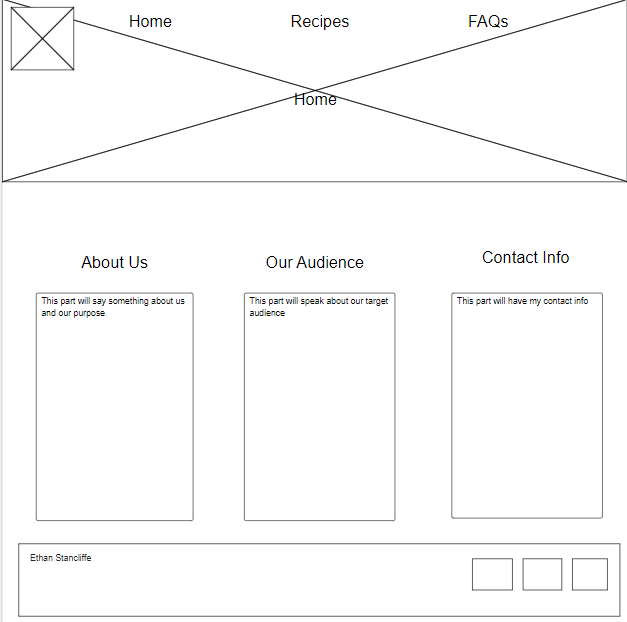 Home
Recipes
FAQs
Home
About Us
Our Audience
Contact Info
This part will say something about us
and our purpose
This part will speak about our target
audience
This part will have my contact info
Ethan Stancliffe